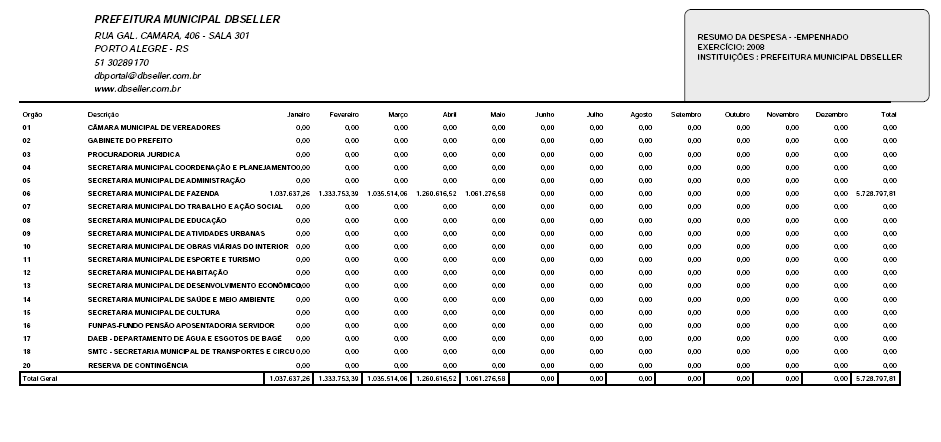 PREFEITURA MUNICIPAL DBSELLER
RUA GAL. CAMARA, 406 - SALA 301
PORTO ALEGRE - RS
51 30289170
dbportal@dbseller.com.br
www.dbseller.com.br
RESUMO DA DESPESA - -EMPENHADO
EXERCÍCIO: 2008
INSTITUIÇÕES : PREFEITURA MUNICIPAL DBSELLER
Orgão Descrição Janeiro Fevereiro Março Abril Maio Junho Julho Agosto Setembro Outubro Novembro Dezembro Total
01 CÂMARA MUNICIPAL DE VEREADORES 0,00 0,00 0,00 0,00 0,00 0,00 0,00 0,00 0,00 0,00 0,00 0,00 0,00
02 GABINETE DO PREFEITO 0,00 0,00 0,00 0,00 0,00 0,00 0,00 0,00 0,00 0,00 0,00 0,00 0,00
03 PROCURADORIA JURIDICA 0,00 0,00 0,00 0,00 0,00 0,00 0,00 0,00 0,00 0,00 0,00 0,00 0,00
04 SECRETARIA MUNICIPAL COORDENAÇÃO E PLANEJAMENTO 0,00 0,00 0,00 0,00 0,00 0,00 0,00 0,00 0,00 0,00 0,00 0,00 0,00
05 SECRETARIA MUNICIPAL DE ADMINISTRAÇÃO 0,00 0,00 0,00 0,00 0,00 0,00 0,00 0,00 0,00 0,00 0,00 0,00 0,00
06 SECRETARIA MUNICIPAL DE FAZENDA 1.037.637,26 1.333.753,39 1.035.514,06 1.260.616,52 1.061.276,58 0,00 0,00 0,00 0,00 0,00 0,00 0,00 5.728.797,81
07 SECRETARIA MUNICIPAL DO TRABALHO E AÇÃO SOCIAL 0,00 0,00 0,00 0,00 0,00 0,00 0,00 0,00 0,00 0,00 0,00 0,00 0,00
08 SECRETARIA MUNICIPAL DE EDUCAÇÃO 0,00 0,00 0,00 0,00 0,00 0,00 0,00 0,00 0,00 0,00 0,00 0,00 0,00
09 SECRETARIA MUNICIPAL DE ATIVIDADES URBANAS 0,00 0,00 0,00 0,00 0,00 0,00 0,00 0,00 0,00 0,00 0,00 0,00 0,00
10 SECRETARIA MUNICIPAL DE OBRAS VIÁRIAS DO INTERIOR 0,00 0,00 0,00 0,00 0,00 0,00 0,00 0,00 0,00 0,00 0,00 0,00 0,00
11 SECRETARIA MUNICIPAL DE ESPORTE E TURISMO 0,00 0,00 0,00 0,00 0,00 0,00 0,00 0,00 0,00 0,00 0,00 0,00 0,00
12 SECRETARIA MUNICIPAL DE HABITAÇÃO 0,00 0,00 0,00 0,00 0,00 0,00 0,00 0,00 0,00 0,00 0,00 0,00 0,00
13 SECRETARIA MUNICIPAL DE DESENVOLVIMENTO ECONÔMICO 0,00 0,00 0,00 0,00 0,00 0,00 0,00 0,00 0,00 0,00 0,00 0,00 0,00
14 SECRETARIA MUNICIPAL DE SAÚDE E MEIO AMBIENTE 0,00 0,00 0,00 0,00 0,00 0,00 0,00 0,00 0,00 0,00 0,00 0,00 0,00
15 SECRETARIA MUNICIPAL DE CULTURA 0,00 0,00 0,00 0,00 0,00 0,00 0,00 0,00 0,00 0,00 0,00 0,00 0,00
16 FUNPAS-FUNDO PENSÃO APOSENTADORIA SERVIDOR 0,00 0,00 0,00 0,00 0,00 0,00 0,00 0,00 0,00 0,00 0,00 0,00 0,00
17 DAEB - DEPARTAMENTO DE ÁGUA E ESGOTOS DE BAGÉ 0,00 0,00 0,00 0,00 0,00 0,00 0,00 0,00 0,00 0,00 0,00 0,00 0,00
18 SMTC - SECRETARIA MUNICIPAL DE TRANSPORTES E CIRCU 0,00 0,00 0,00 0,00 0,00 0,00 0,00 0,00 0,00 0,00 0,00 0,00 0,00
20 RESERVA DE CONTINGÊNCIA 0,00 0,00 0,00 0,00 0,00 0,00 0,00 0,00 0,00 0,00 0,00 0,00 0,00
Total Geral 1.037.637,26 1.333.753,39 1.035.514,06 1.260.616,52 1.061.276,58 0,00 0,00 0,00 0,00 0,00 0,00 0,00 5.728.797,81